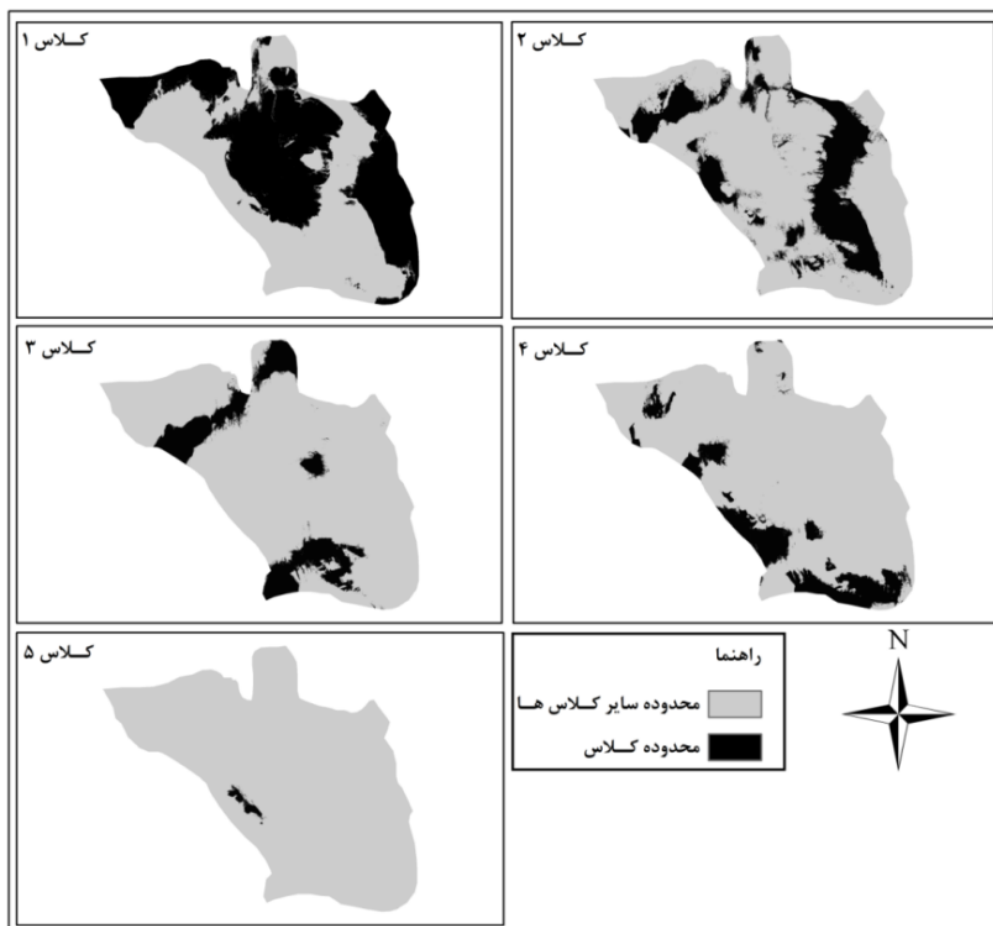 کلاس ۱
کلاس ۲
کلاس ۳
کلاس ۴
کلاس ۵
راهنما
محدوده سایر کلاس ها
محدوده کلاس
N